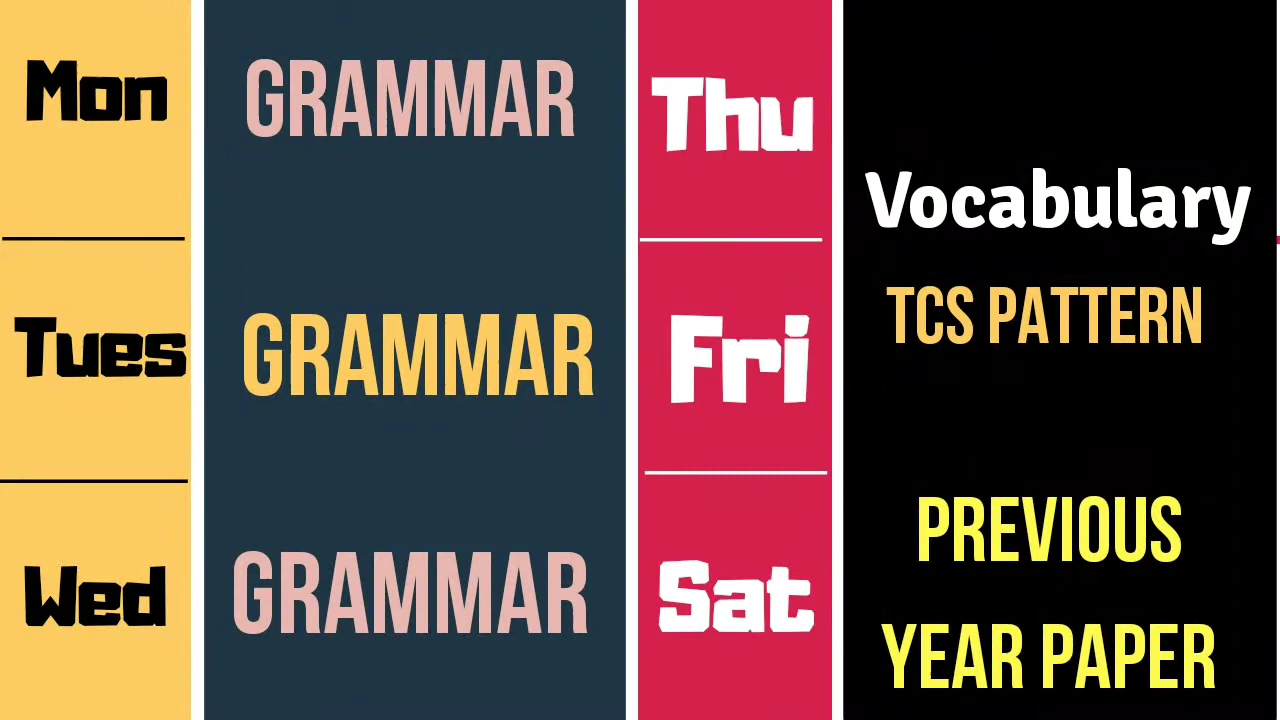 Mon
GRAMMAR
Tues
GRAMMAR
Wed
GRAMMAR
Thu
Fri
Vocabulary
TCS PATTERN
Sat
PREVIOUS
YEAR PAPER